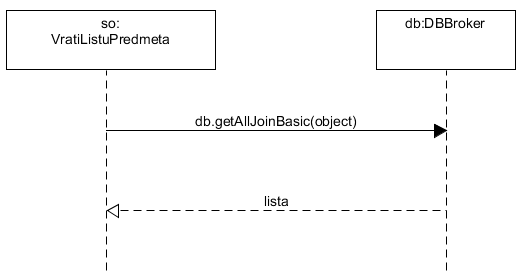 so:
VratiListuPredmeta
db:DBBroker
db.getAllJoinBasic(object)
lista